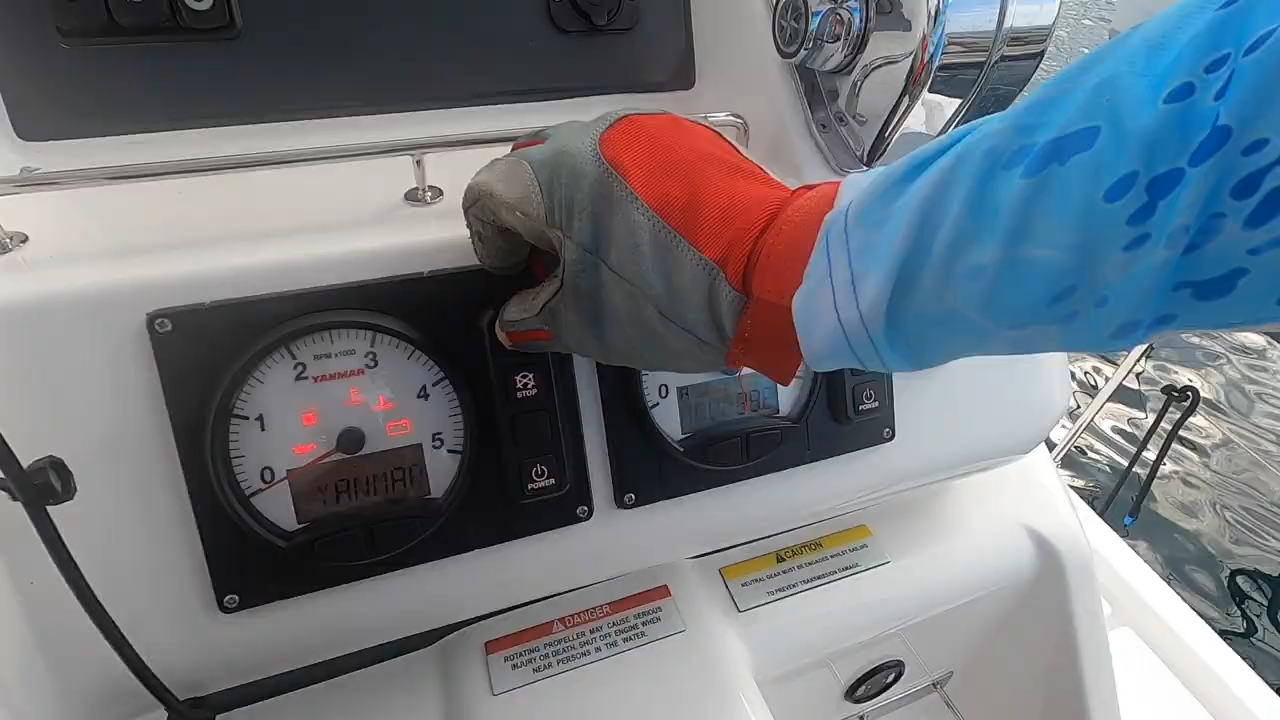 RPM x1000
YANMAR
0
1
2
3
4
5
YANMAR
STOP
POWER
0
POWER
CAUTION
NEUTRAL GEAR MUST BE ENGAGED WHILST SAILING
TO PREVENT TRANSMISSION DAMAGE.
DANGER
ROTATING PROPELLER MAY CAUSE SERIOUS
INJURY OR DEATH. SHUT OFF ENGINE WHEN
NEAR PERSONS IN THE WATER.